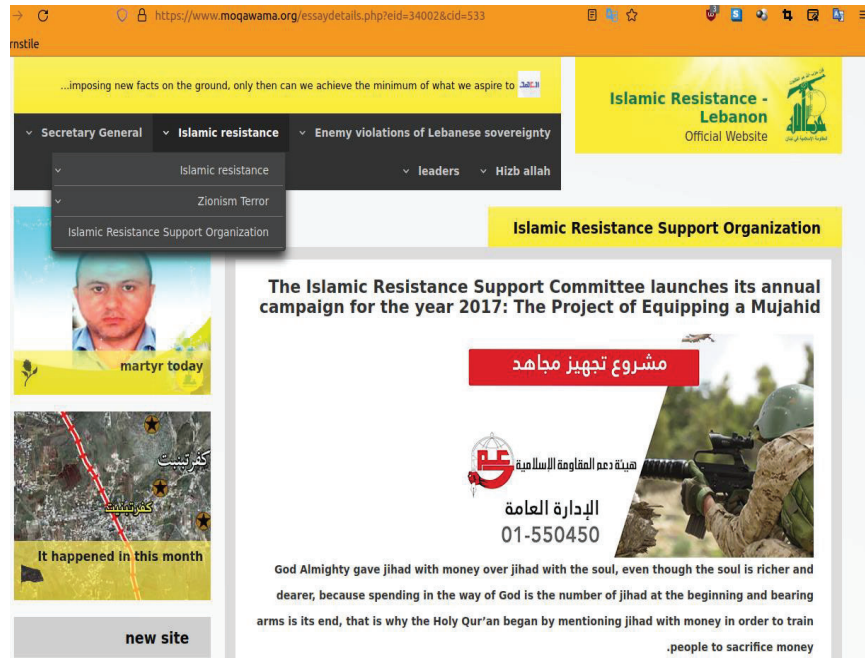 https://www.moqawama.org/essaydetails.php?eid=34002&cid=533
rnstile
...imposing new facts on the ground, only then can we achieve the minimum of what we aspire to
Islamic Resistance -
Lebanon
Official Website
Secretary General
Islamic resistance
Enemy violations of Lebanese sovereignty
leaders
Hizb allah
Islamic resistance
Zionism Terror
Islamic Resistance Support Organization
Islamic Resistance Support Organization
martyr today
The Islamic Resistance Support Committee launches its annual
campaign for the year 2017: The Project of Equipping a Mujahid
مشروع تجهيز مجاهد
هيئة دعم المقاومة الإسلامية
الإدارة العامة
01-550450
كفرتبنيت
كفرتبنيت
It happened in this month
God Almighty gave jihad with money over jihad with the soul, even though the soul is richer and
dearer, because spending in the way of God is the number of jihad at the beginning and bearing
arms is its end, that is why the Holy Qur'an began by mentioning jihad with money in order to train
.people to sacrifice money
new site